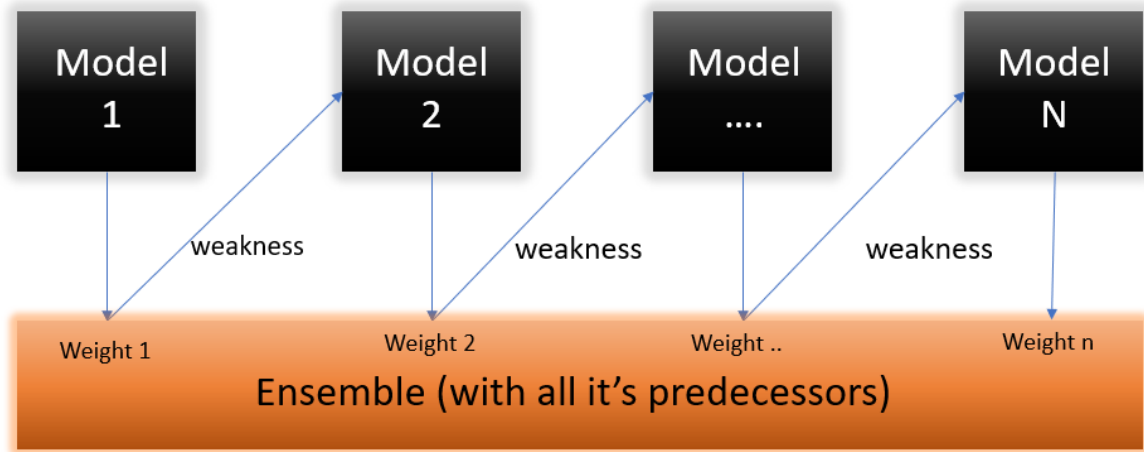 Model
1
Model
2
Model
....
Model
N
weakness
weakness
weakness
Weight 1
Weight 2
Weight ..
Weight n
Ensemble (with all it's predecessors)